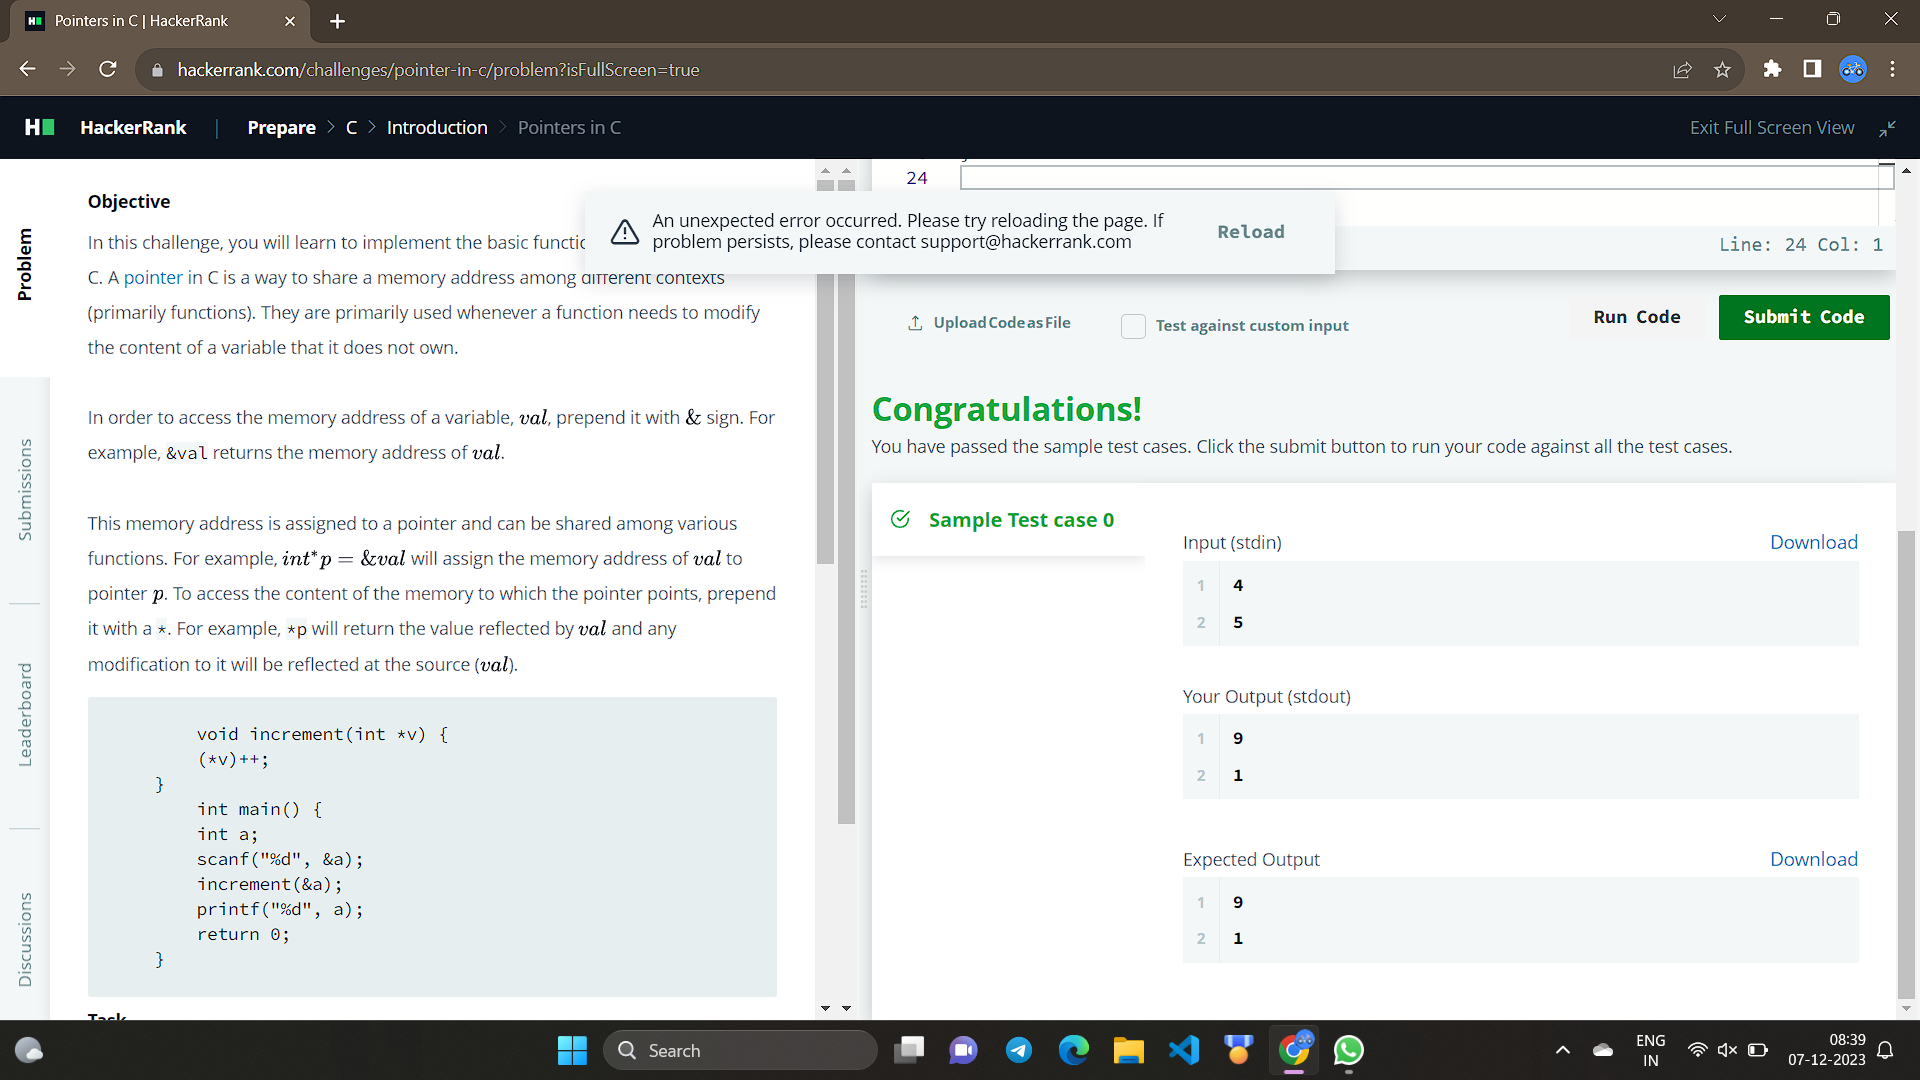 Pointers in C | HackerRank
hackerrank.com/challenges/pointer-in-c/problem?isFullScreen=true
H
HackerRank
Prepare > C > Introduction > Pointers in C
Exit Full Screen View
Problem
Submissions
Leaderboard
Discussions
Objective
In this challenge, you will learn to implement the basic functio
C. A pointer in C is a way to share a memory address among different contexts
(primarily functions). They are primarily used whenever a function needs to modify
the content of a variable that it does not own.
In order to access the memory address of a variable, val, prepend it with & sign. For
example, &val returns the memory address of val.
This memory address is assigned to a pointer and can be shared among various
functions. For example, int* p = &val will assign the memory address of val to
pointer p. To access the content of the memory to which the pointer points, prepend
it with a *. For example, *p will return the value reflected by val and any
modification to it will be reflected at the source (val).
void increment(int *v) {
(*v)++;
}
int main() {
int a;
scanf("%d", &a);
increment(&a);
printf("%d", a);
return 0;
}
Task
An unexpected error occurred. Please try reloading the page. If
problem persists, please contact support@hackerrank.com
Reload
24
Line: 24 Col: 1
Upload Code as File
Test against custom input
Run Code
Submit Code
Congratulations!
You have passed the sample test cases. Click the submit button to run your code against all the test cases.
Sample Test case 0
Input (stdin)
Download
1 4
2 5
Your Output (stdout)
1 9
2 1
Expected Output
Download
1 9
2 1
Search
ENG
IN
08:39
07-12-2023